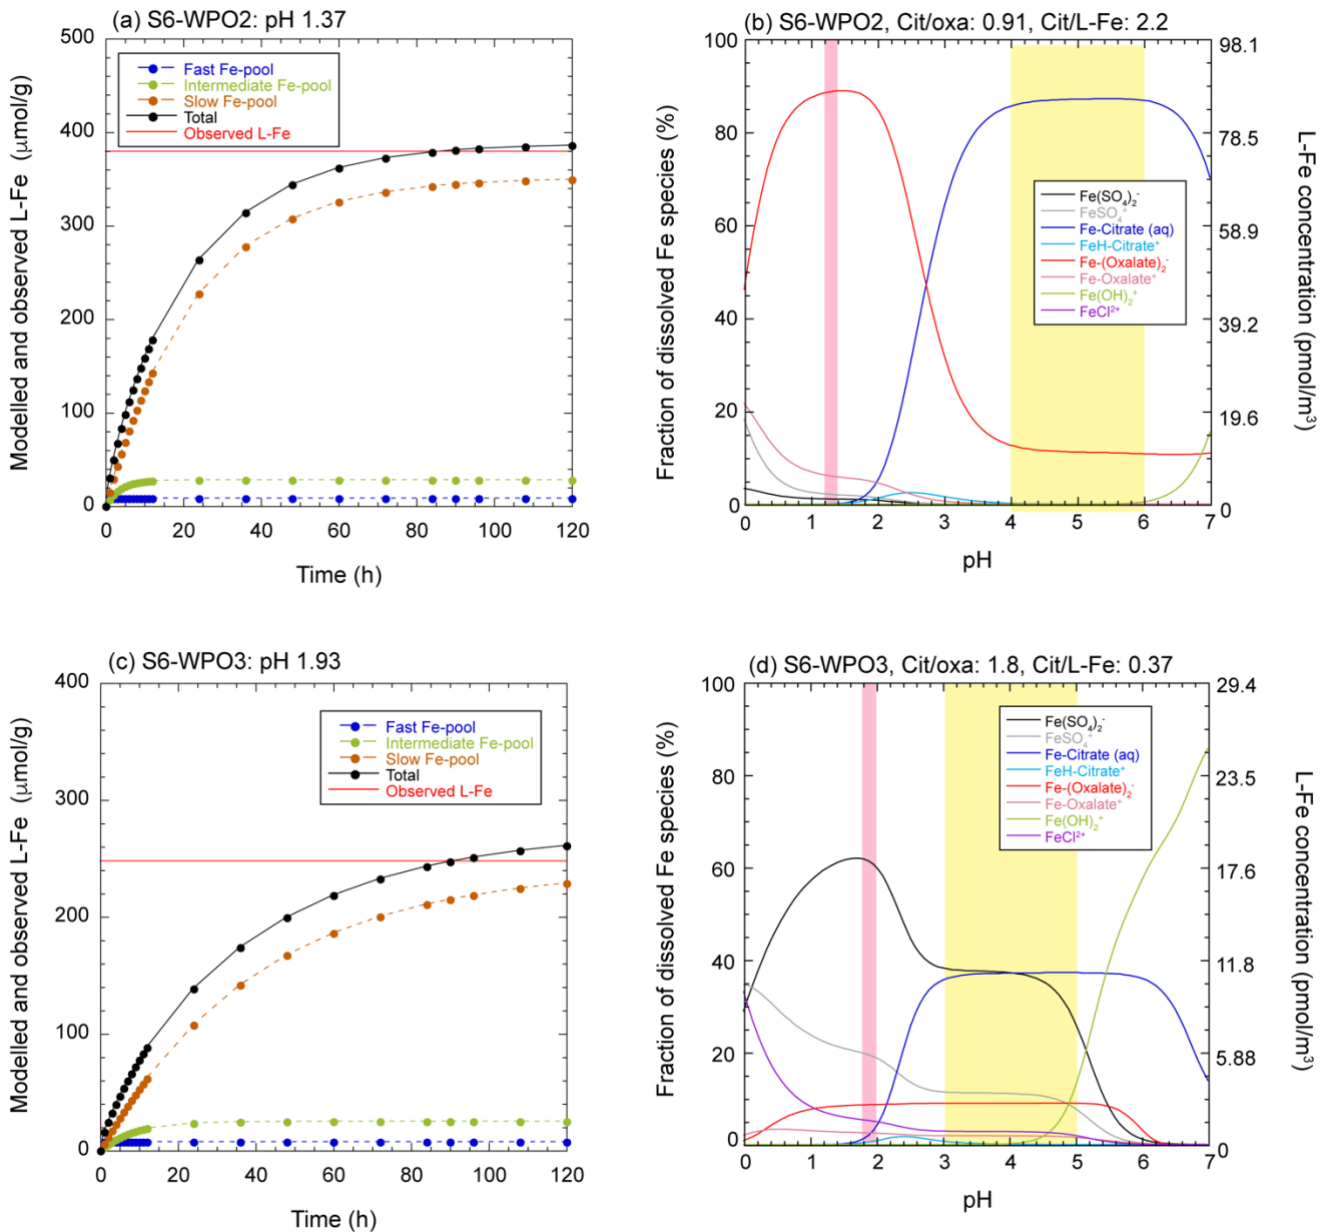 (a) S6-WPO2: pH 1.37
Modelled and observed L-Fe (μmol/g)
500
400
300
200
100
0
Fast Fe-pool
Intermediate Fe-pool
Slow Fe-pool
Total
Observed L-Fe
0 20 40 60 80 100 120
Time (h)
(b) S6-WPO2, Cit/oxa: 0.91, Cit/L-Fe: 2.2
Fraction of dissolved Fe species (%)
100
80
60
40
20
0
Fe(SO₄)₂⁻
FeSO₄⁺
Fe-Citrate (aq)
FeH-Citrate⁺
Fe-(Oxalate)₂⁻
Fe-Oxalate⁺
Fe(OH)₂⁺
FeCl²⁺
98.1
78.5
58.9
39.2
19.6
0
L-Fe concentration (pmol/m³)
0 1 2 3 4 5 6 7
pH
(c) S6-WPO3: pH 1.93
Modelled and observed L-Fe (μmol/g)
400
300
200
100
0
Fast Fe-pool
Intermediate Fe-pool
Slow Fe-pool
Total
Observed L-Fe
0 20 40 60 80 100 120
Time (h)
(d) S6-WPO3, Cit/oxa: 1.8, Cit/L-Fe: 0.37
Fraction of dissolved Fe species (%)
100
80
60
40
20
0
Fe(SO₄)₂⁻
FeSO₄⁺
Fe-Citrate (aq)
FeH-Citrate⁺
Fe-(Oxalate)₂⁻
Fe-Oxalate⁺
Fe(OH)₂⁺
FeCl²⁺
29.4
23.5
17.6
11.8
5.88
0
L-Fe concentration (pmol/m³)
0 1 2 3 4 5 6 7
pH